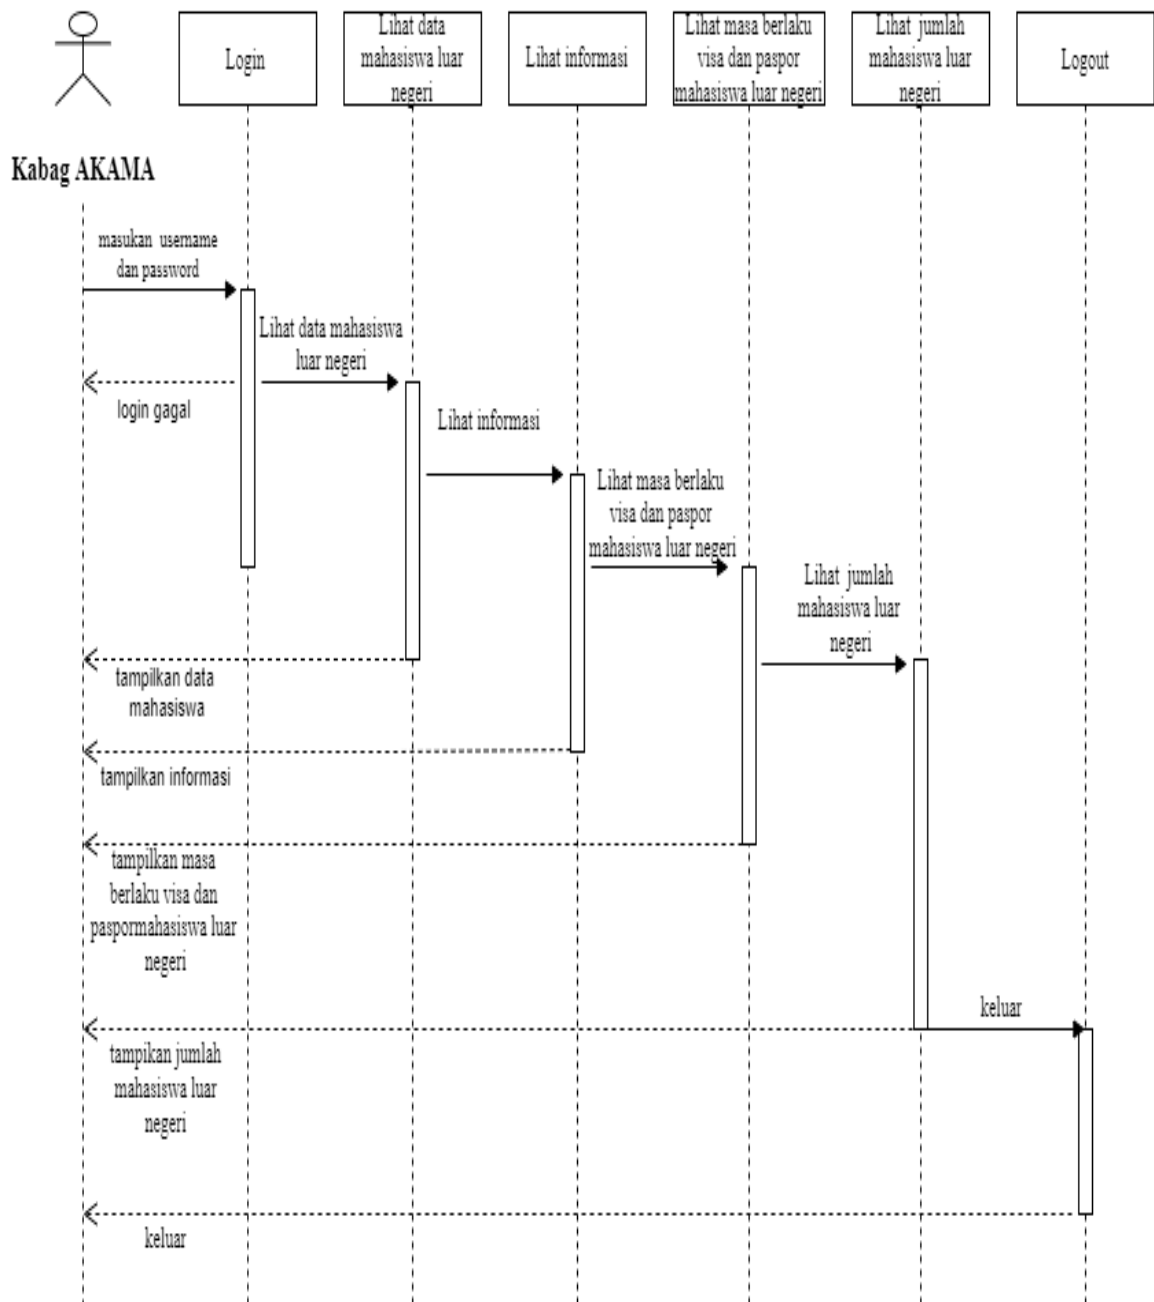 Login
Lihat data
mahasiswa luar
negeri
Lihat informasi
Lihat masa berlaku
visa dan paspor
mahasiswa luar negeri
Lihat jumlah
mahasiswa luar
negeri
Logout
Kabag AKAMA
masukan username
dan password
Lihat data mahasiswa
luar negeri
login gagal
Lihat informasi
Lihat masa berlaku
visa dan paspor
mahasiswa luar negeri
Lihat jumlah
mahasiswa luar
negeri
tampilkan data
mahasiswa
tampilkan informasi
tampilkan masa
berlaku visa dan
paspormahasiswa luar
negeri
keluar
tampikan jumlah
mahasiswa luar
negeri
keluar